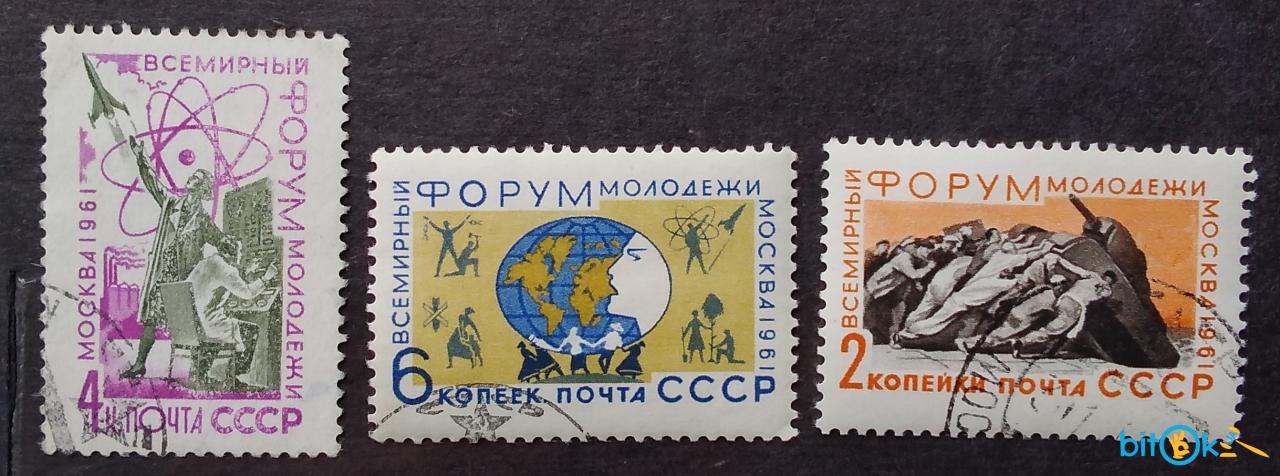 ВСЕМИРНЫЙ
ФОРУМ МОЛОДЕЖИ
МОСКВА 1961
4 К. ПОЧТА СССР
ВСЕМИРНЫЙ
ФОРУМ МОЛОДЕЖИ
МОСКВА 1961
6 КОПЕЕК. ПОЧТА СССР
ВСЕМИРНЫЙ
ФОРУМ МОЛОДЕЖИ
МОСКВА 1961
2 КОПЕЙКИ ПОЧТА СССР
МОС
bitok